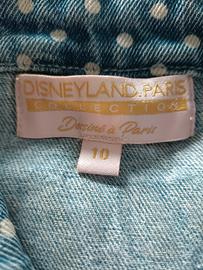 DISNEYLAND PARIS
COLLECTION
Dessiné à Paris
10